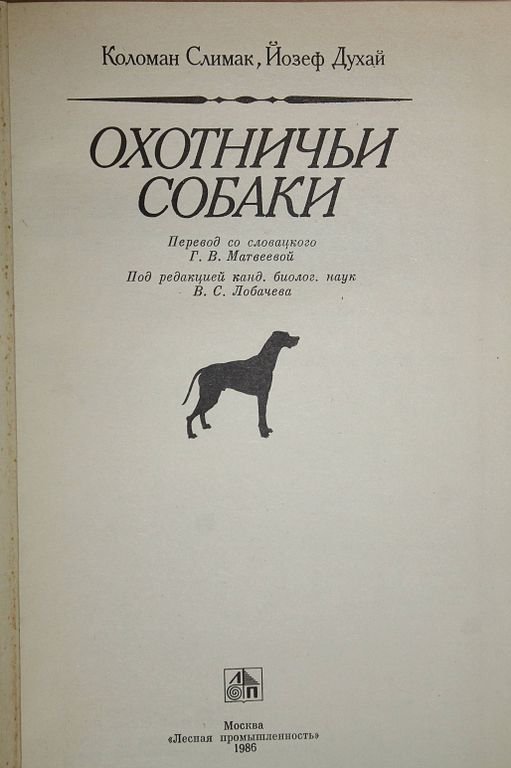 Коломан Слимак, Йозеф Духай
ОХОТНИЧЬИ
СОБАКИ
Перевод со словацкого
Г. В. Матвеевой
Под редакцией канд. биолог. наук
В. С. Лобачева
ЛП
Москва
«Лесная промышленность»
1986